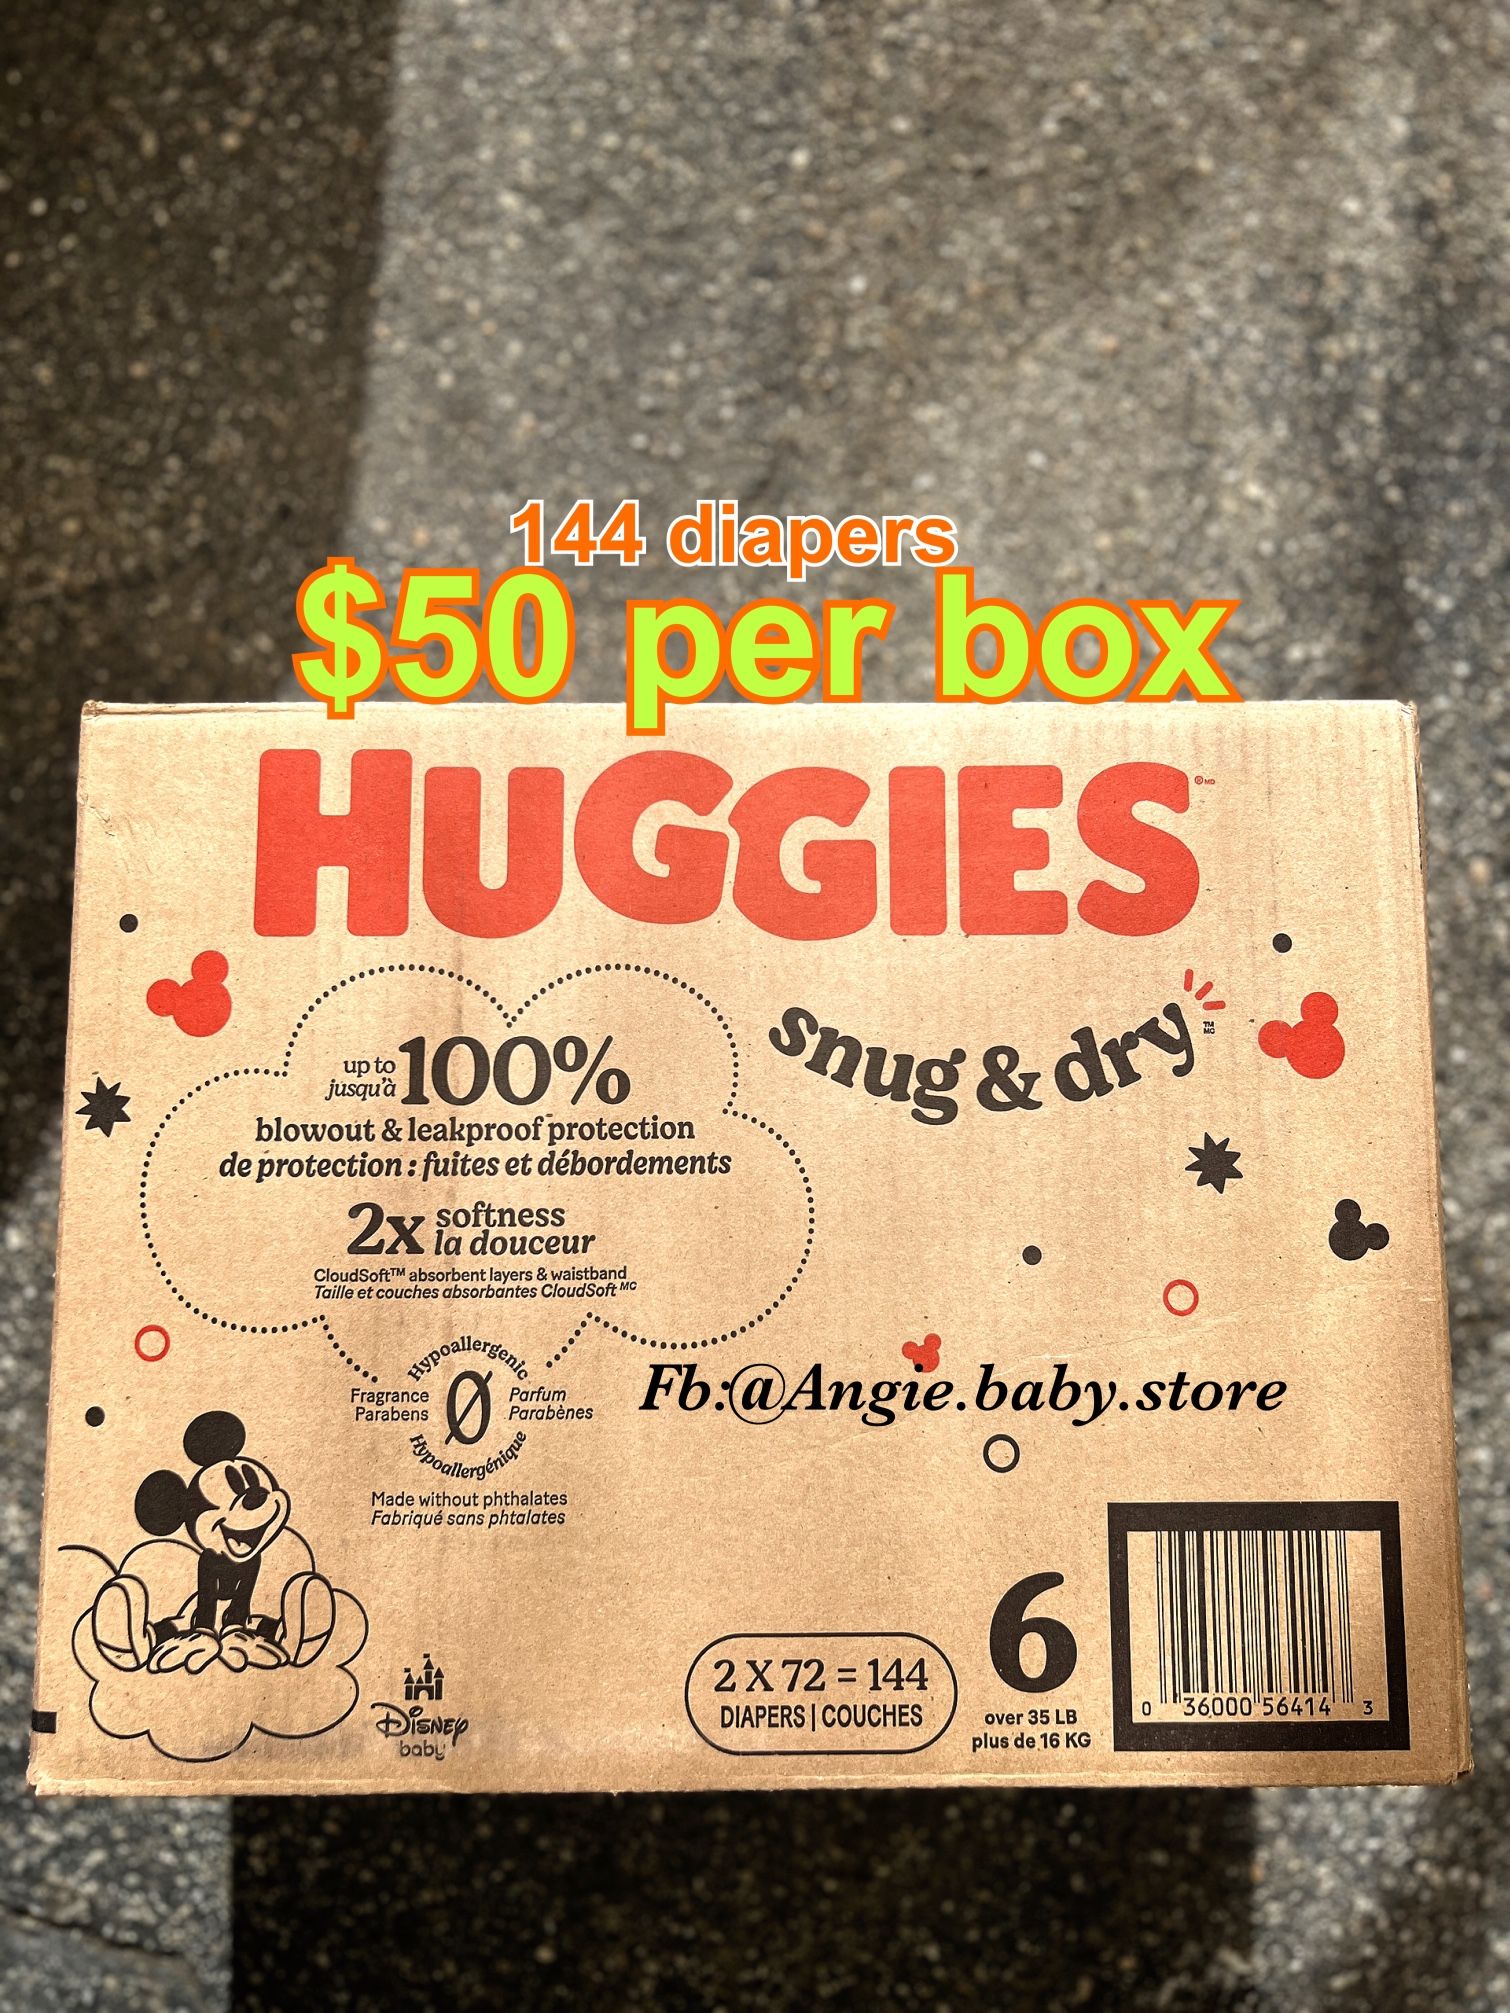 144 diapers
$50 per box
HUGGIES ®MD
snug & dry ™MC
up to
jusqu'à 100%
blowout & leakproof protection
de protection : fuites et débordements
2x softness
la douceur
CloudSoft™ absorbent layers & waistband
Taille et couches absorbantes CloudSoft MC
Fb:@Angie.baby.store
Hypoallergenic
Fragrance
Parabens
0
Parfum
Parabènes
Hypoallergénique
Made without phthalates
Fabriqué sans phtalates
Disney
baby
2 X 72 = 144
DIAPERS | COUCHES
6
over 35 LB
plus de 16 KG
0 36000 56414 3